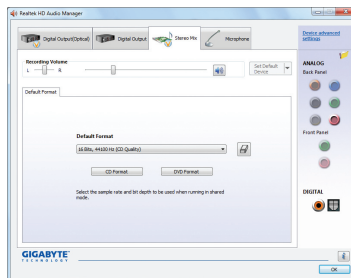 Realtek HD Audio Manager
Digital Output(Optical)
Digital Output
Stereo Mix
Microphone
Device advanced settings
Recording Volume
L
R
Set Default Device
ANALOG
Back Panel
Default Format
Default Format
16 Bits, 44100 Hz (CD Quality)
CD Format
DVD Format
Select the sample rate and bit depth to be used when running in shared mode.
Front Panel
DIGITAL
GIGABYTE
TECHNOLOGY
OK